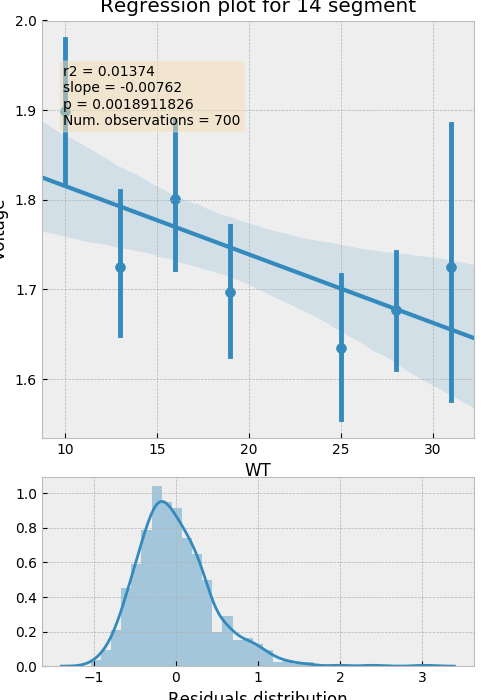 Regression plot for 14 segment
2.0
1.9
1.8
1.7
1.6
Voltage
r2 = 0.01374
slope = -0.00762
p = 0.0018911826
Num. observations = 700
10 15 20 25 30
WT
1.0
0.8
0.6
0.4
0.2
0.0
−1 0 1 2 3
Residuals distribution